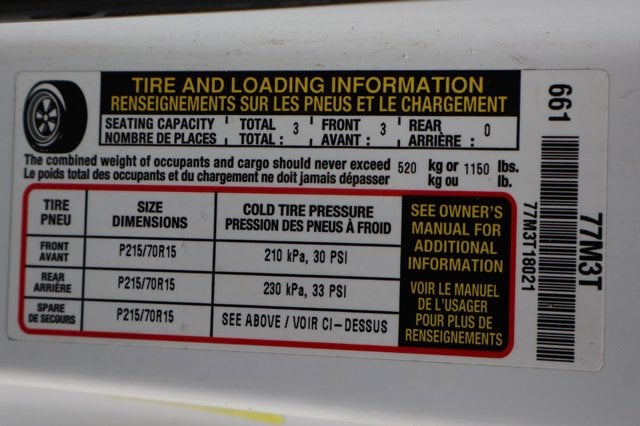 TIRE AND LOADING INFORMATION
RENSEIGNEMENTS SUR LES PNEUS ET LE CHARGEMENT
SEATING CAPACITY TOTAL 3 FRONT 3 REAR 0
NOMBRE DE PLACES TOTAL : AVANT : ARRIÈRE :
The combined weight of occupants and cargo should never exceed 520 kg or 1150 lbs.
Le poids total des occupants et du chargement ne doit jamais dépasser kg ou lb.
TIRE SIZE COLD TIRE PRESSURE
PNEU DIMENSIONS PRESSION DES PNEUS À FROID
FRONT
AVANT P215/70R15 210 kPa, 30 PSI
REAR
ARRIÈRE P215/70R15 230 kPa, 33 PSI
SPARE
DE SECOURS P215/70R15 SEE ABOVE / VOIR CI-DESSUS
SEE OWNER'S
MANUAL FOR
ADDITIONAL
INFORMATION
VOIR LE MANUEL
DE L'USAGER
POUR PLUS DE
RENSEIGNEMENTS
661
77M3T18021
77M3T